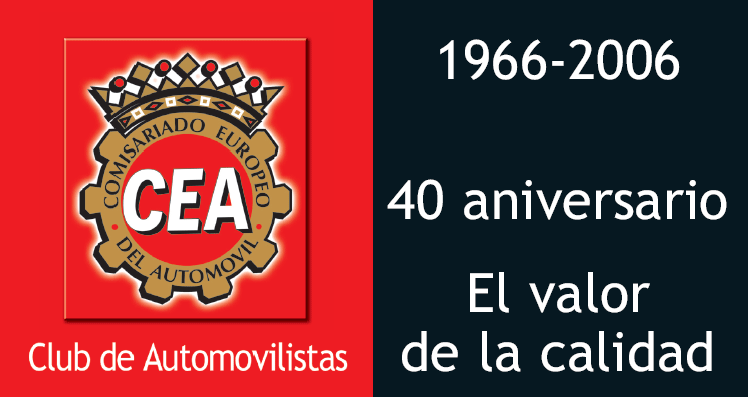 COMISARIADO EUROPEO
CEA
DEL AUTOMOVIL
Club de Automovilistas
1966-2006
40 aniversario
El valor
de la calidad